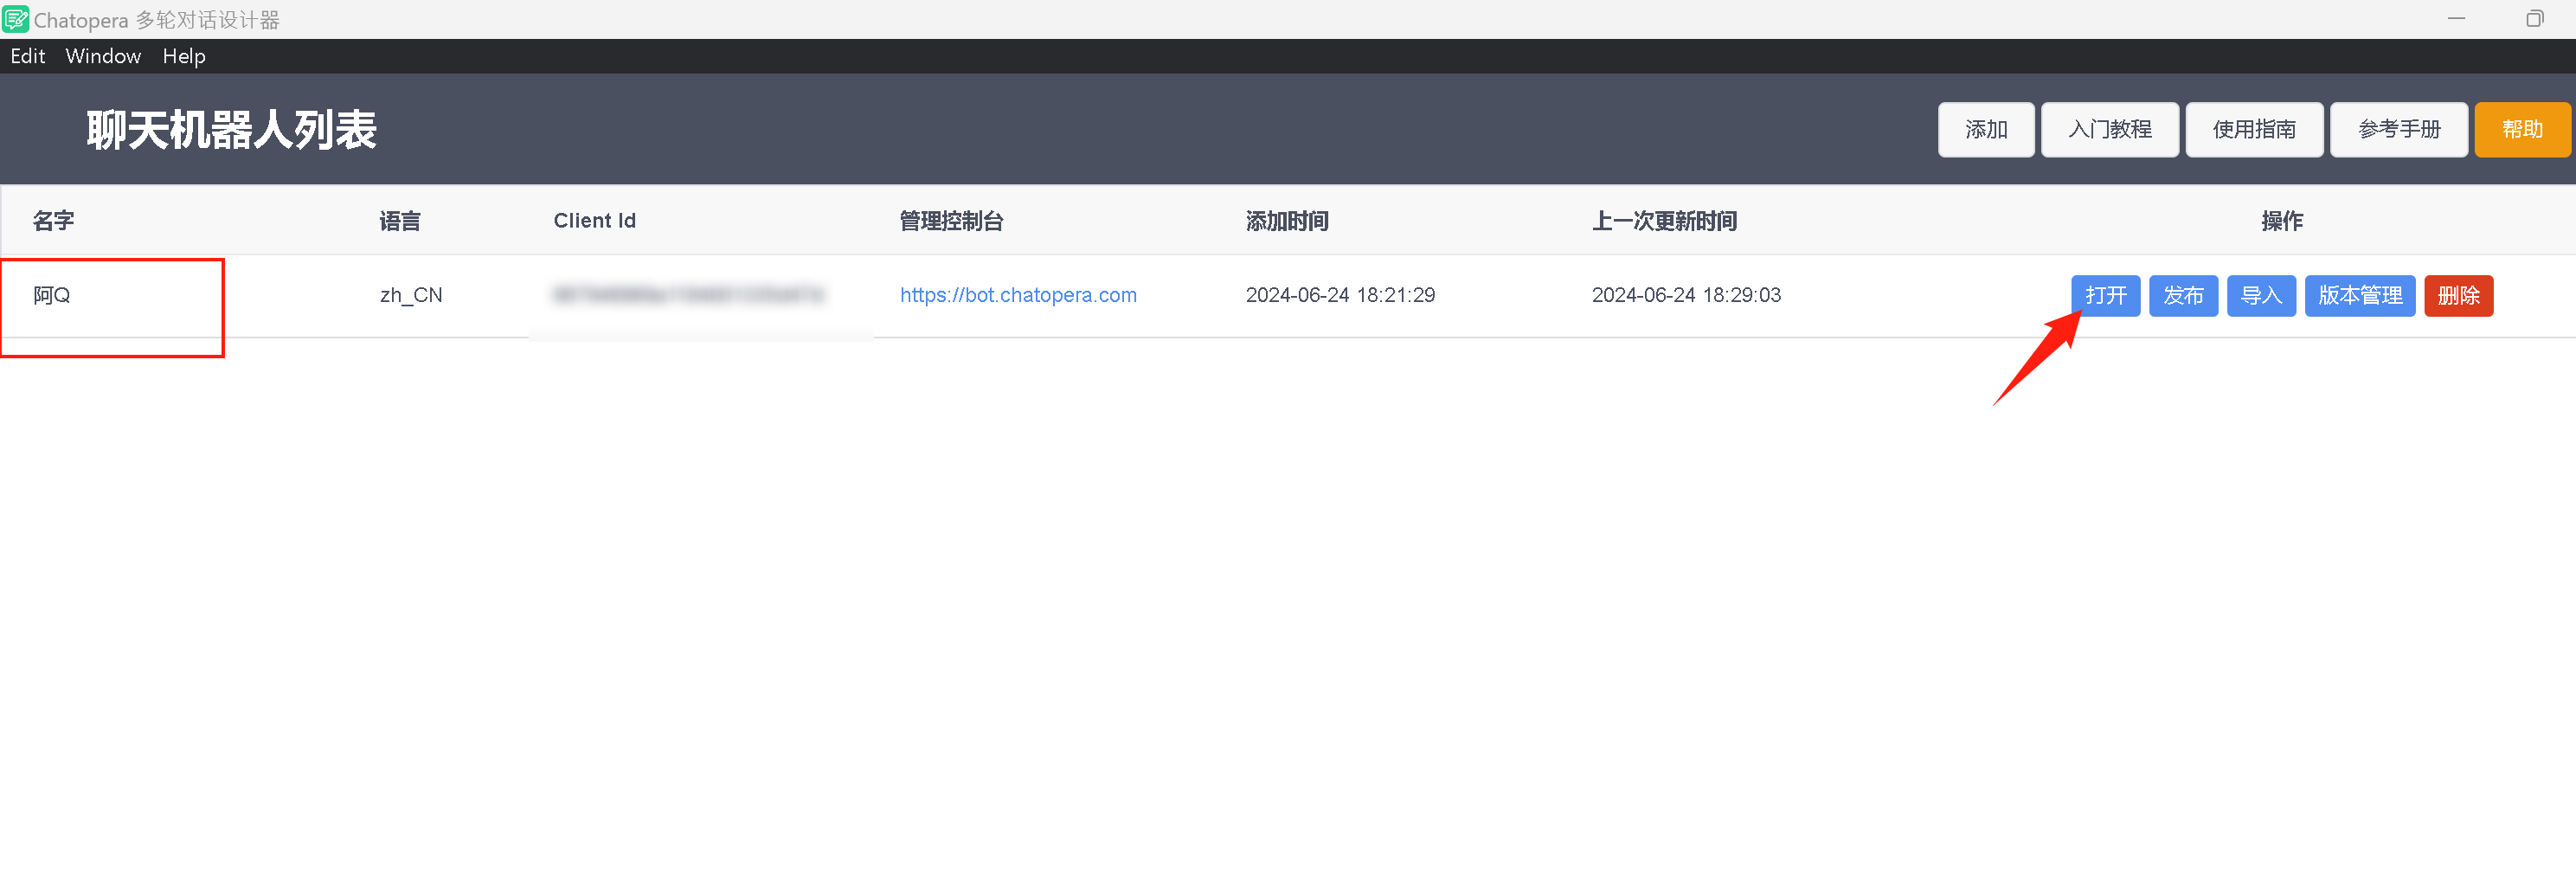 Chatopera 多轮对话设计器
Edit Window Help
聊天机器人列表 添加 入门教程 使用指南 参考手册 帮助
名字 语言 Client Id 管理控制台 添加时间 上一次更新时间 操作
阿Q zh_CN https://bot.chatopera.com 2024-06-24 18:21:29 2024-06-24 18:29:03 打开 发布 导入 版本管理 删除